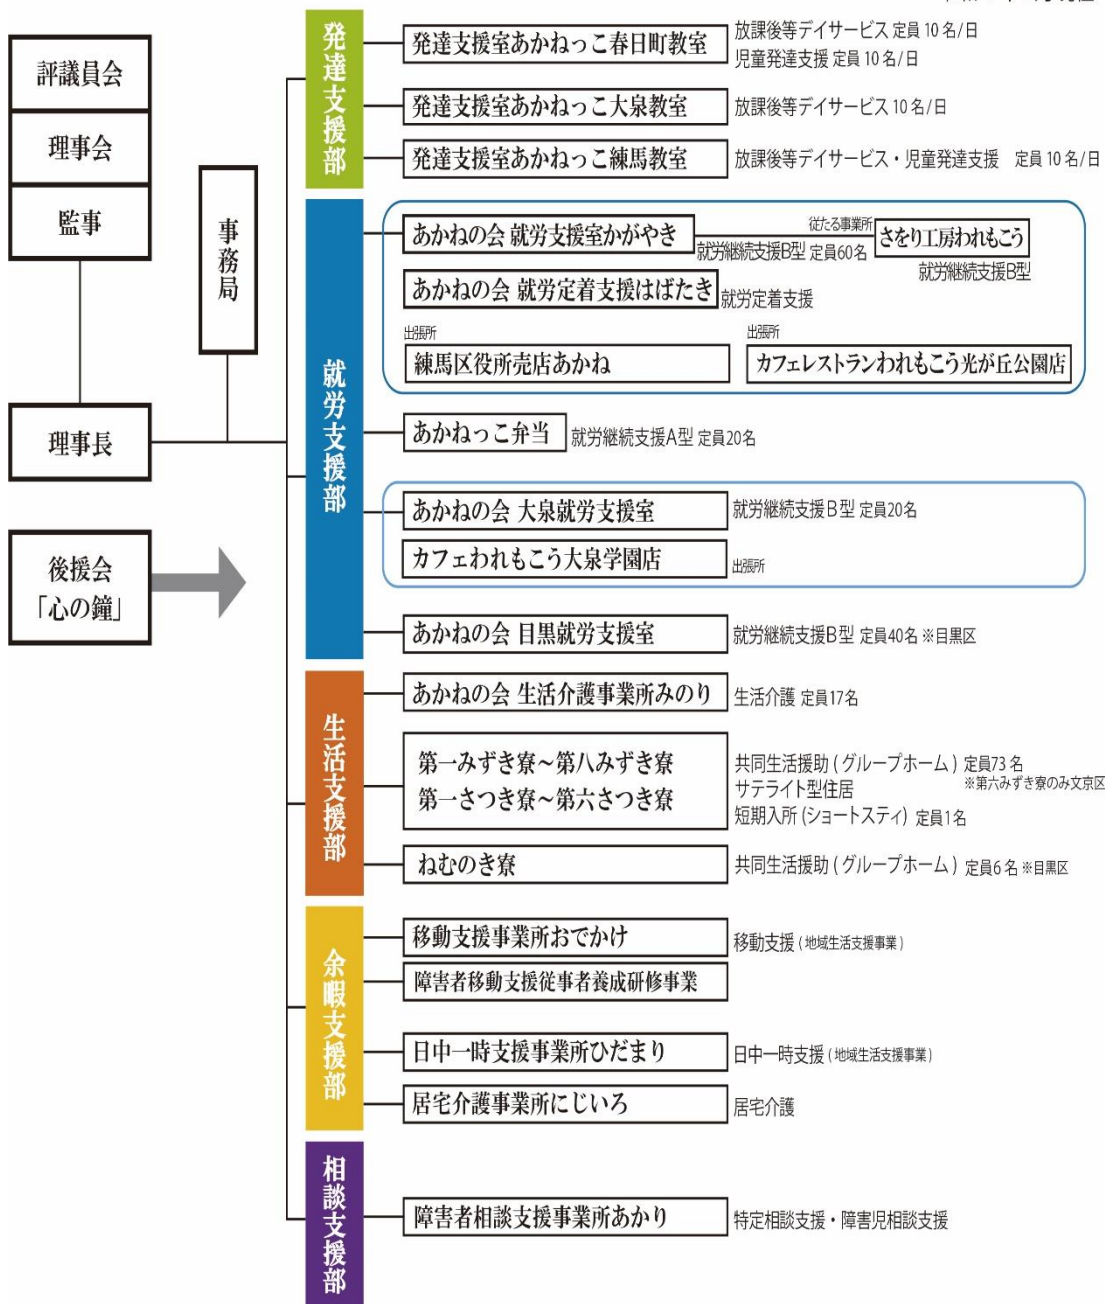 評議員会
理事会
監事
理事長
事務局
後援会
「心の鐘」
発達支援部
発達支援室あかねっこ春日町教室
放課後等デイサービス 定員 10 名/日
児童発達支援 定員 10 名/日
発達支援室あかねっこ大泉教室
放課後等デイサービス 10 名/日
発達支援室あかねっこ練馬教室
放課後等デイサービス・児童発達支援 定員 10 名/日
就労支援部
あかねの会 就労支援室かがやき
就労継続支援B型 定員60名
従たる事業所
さをり工房われもこう
就労継続支援B型
あかねの会 就労定着支援はばたき
就労定着支援
出張所
練馬区役所売店あかね
出張所
カフェレストランわれもこう光が丘公園店
あかねっこ弁当
就労継続支援A型 定員20名
あかねの会 大泉就労支援室
就労継続支援B型 定員20名
カフェわれもこう大泉学園店
出張所
あかねの会 目黒就労支援室
就労継続支援B型 定員40名 ※目黒区
生活支援部
あかねの会 生活介護事業所みのり
生活介護 定員17名
第一みずき寮～第八みずき寮
第一さつき寮～第六さつき寮
共同生活援助 ( グループホーム ) 定員73 名
※第六みずき寮のみ文京区
サテライト型住居
短期入所 (ショートスティ) 定員1名
ねむのき寮
共同生活援助 ( グループホーム ) 定員6 名 ※目黒区
余暇支援部
移動支援事業所おでかけ
移動支援 ( 地域生活支援事業 )
障害者移動支援従事者養成研修事業
日中一時支援事業所ひだまり
日中一時支援 ( 地域生活支援事業 )
居宅介護事業所にじいろ
居宅介護
相談支援部
障害者相談支援事業所あかり
特定相談支援・障害児相談支援